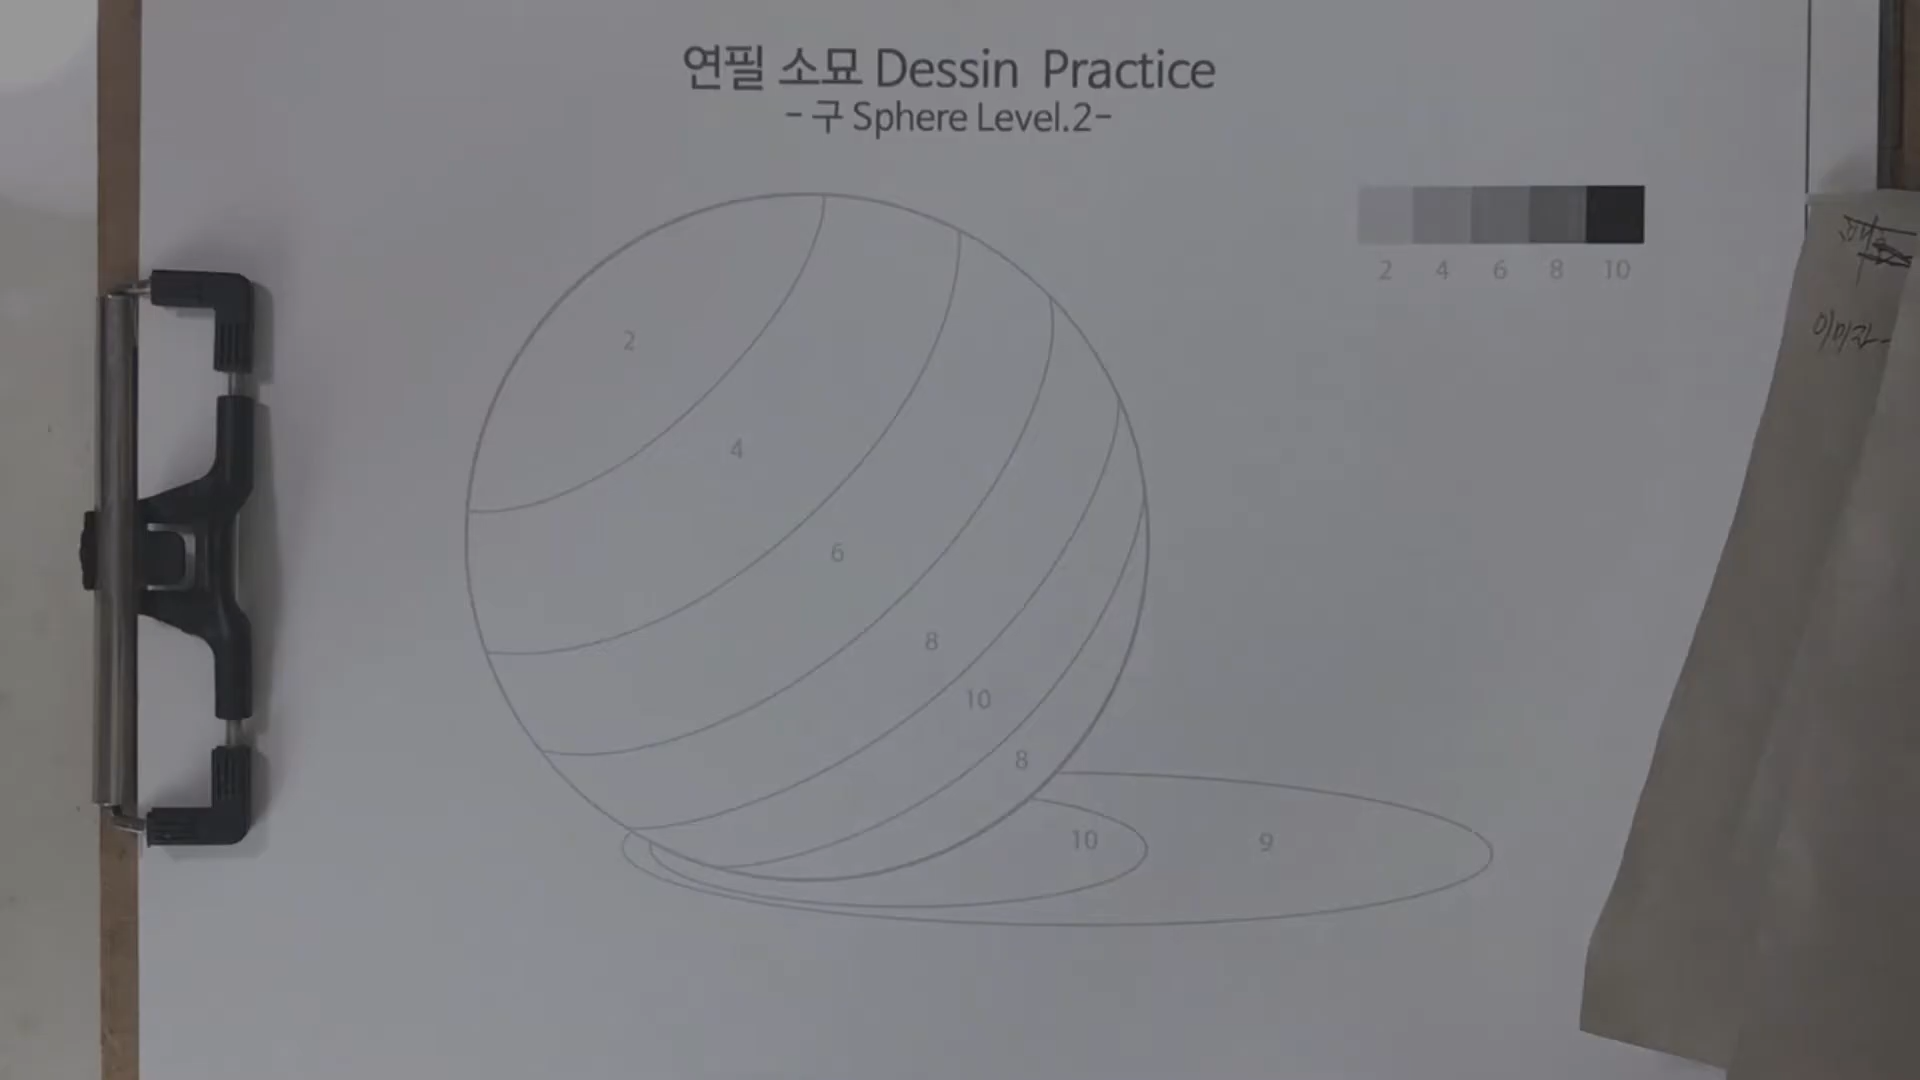 연필 소묘 Dessin Practice
- 구 Sphere Level.2-
2 4 6 8 10
2
4
6
8
10
8
10
9